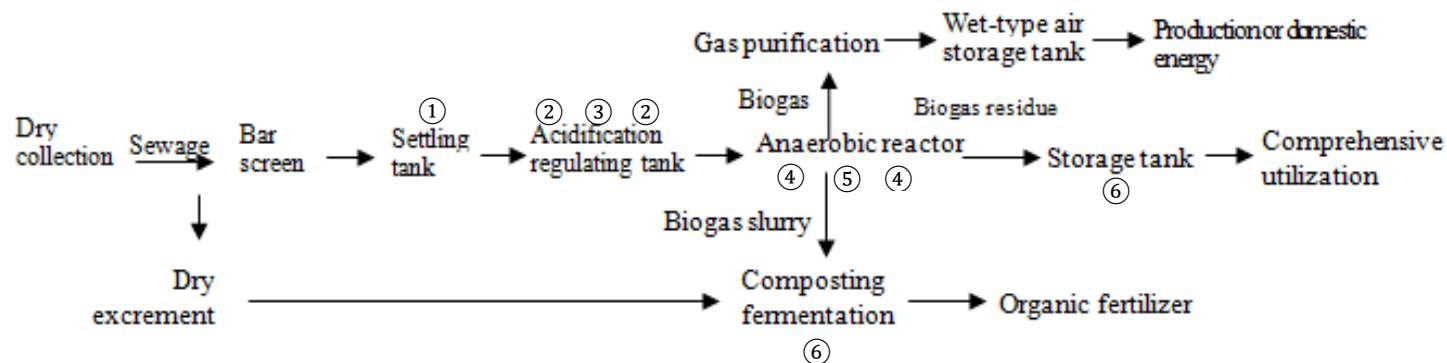 Gas purification
Wet-type air
storage tank
Production or domestic
energy
Biogas
Biogas residue
①
② ③ ②
Dry
collection
Sewage
Bar
screen
Settling
tank
Acidification
regulating tank
Anaerobic reactor
④ ⑤ ④
Storage tank
⑥
Comprehensive
utilization
Biogas slurry
Dry
excrement
Composting
fermentation
⑥
Organic fertilizer